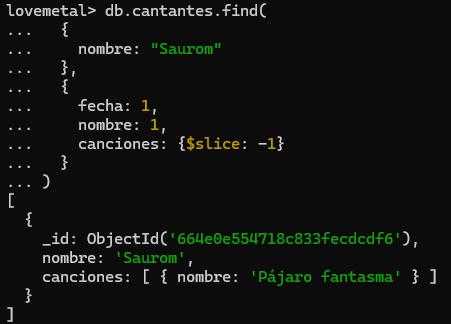 lovemetal> db.cantantes.find(
...   {
...     nombre: "Saurom"
...   },
...   {
...     fecha: 1,
...     nombre: 1,
...     canciones: {$slice: -1}
...   }
... )
[
  {
    _id: ObjectId('664e0e554718c833fecdcdf6'),
    nombre: 'Saurom',
    canciones: [ { nombre: 'Pájaro fantasma' } ]
  }
]